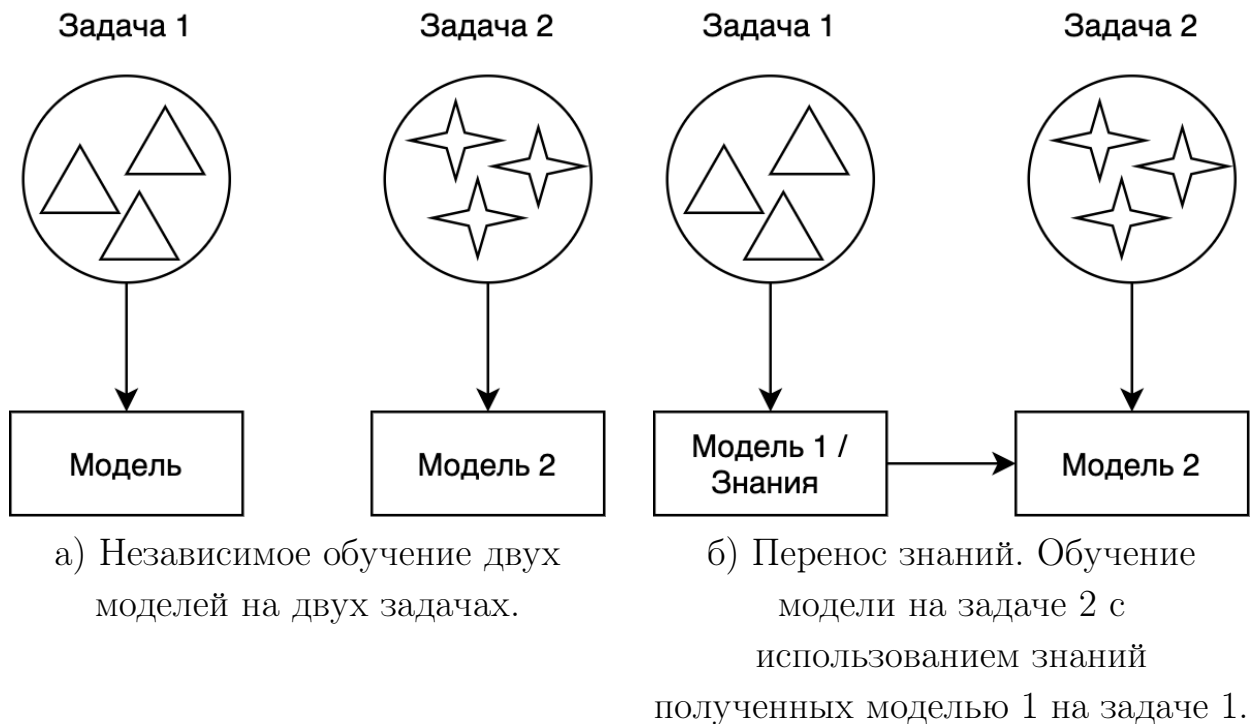 Задача 1
Задача 2
Задача 1
Задача 2
Модель
Модель 2
Модель 1 /
Знания
Модель 2
а) Независимое обучение двух
моделей на двух задачах.
б) Перенос знаний. Обучение
модели на задаче 2 с
использованием знаний
полученных моделью 1 на задаче 1.